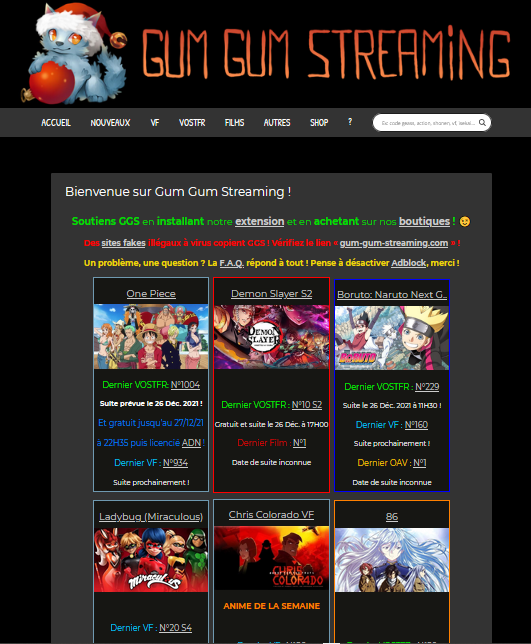 GUM GUM STREAMING
ACCUEIL NOUVEAUX VF VOSTFR FILMS AUTRES SHOP ?
Bienvenue sur Gum Gum Streaming !
Soutiens GGS en installant notre extension et en achetant sur nos boutiques ! 😉
Des sites fakes illégaux à virus copient GGS ! Vérifiez le lien « gum-gum-streaming.com » !
Un problème, une question ? La F.A.Q. répond à tout ! Pense à désactiver Adblock, merci !
One Piece
Dernier VOSTFR: N°1004
Suite prévue le 26 Déc. 2021 !
Et gratuit jusqu'au 27/12/21
à 22H35 puis licencié ADN !
Dernier VF : N°934
Suite prochainement !
Demon Slayer S2
DEMON SLAYER
Dernier VOSTFR : N°10 S2
Gratuit et suite le 26 Déc. à 17H00
Dernier Film : N°1
Date de suite inconnue
Boruto: Naruto Next G..
BORUTO
Dernier VOSTFR : N°229
Suite le 26 Déc. 2021 à 11H30 !
Dernier VF : N°160
Suite prochainement !
Dernier OAV : N°1
Date de suite inconnue
Ladybug (Miraculous)
MIRACULOUS
Dernier VF : N°20 S4
Chris Colorado VF
CHRIS COLORADO
ANIME DE LA SEMAINE
86